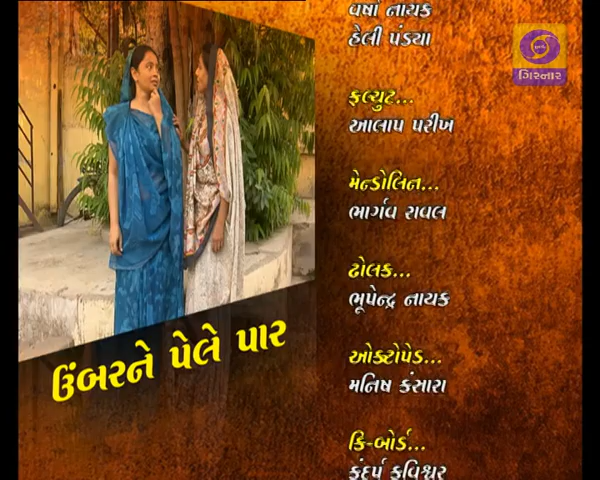 વર્ષા નાયક
હેલી પંડ્યા
ગિરનાર
ફ્લ્યુટ...
આલાપ પરીખ
મેન્ડોલિન...
ભાર્ગવ રાવલ
ઢોલક...
ભૂપેન્દ્ર નાયક
ઓક્ટોપેડ...
મનિષ કંસારા
કિ-બોર્ડ...
કંદર્પ કવિશ્વર
ઉંબરને પેલે પાર